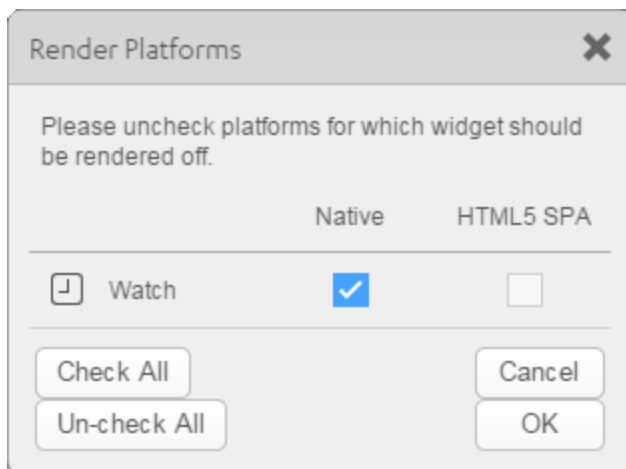 Render Platforms
Please uncheck platforms for which widget should
be rendered off.
Native HTML5 SPA
Watch
Check All Cancel
Un-check All OK